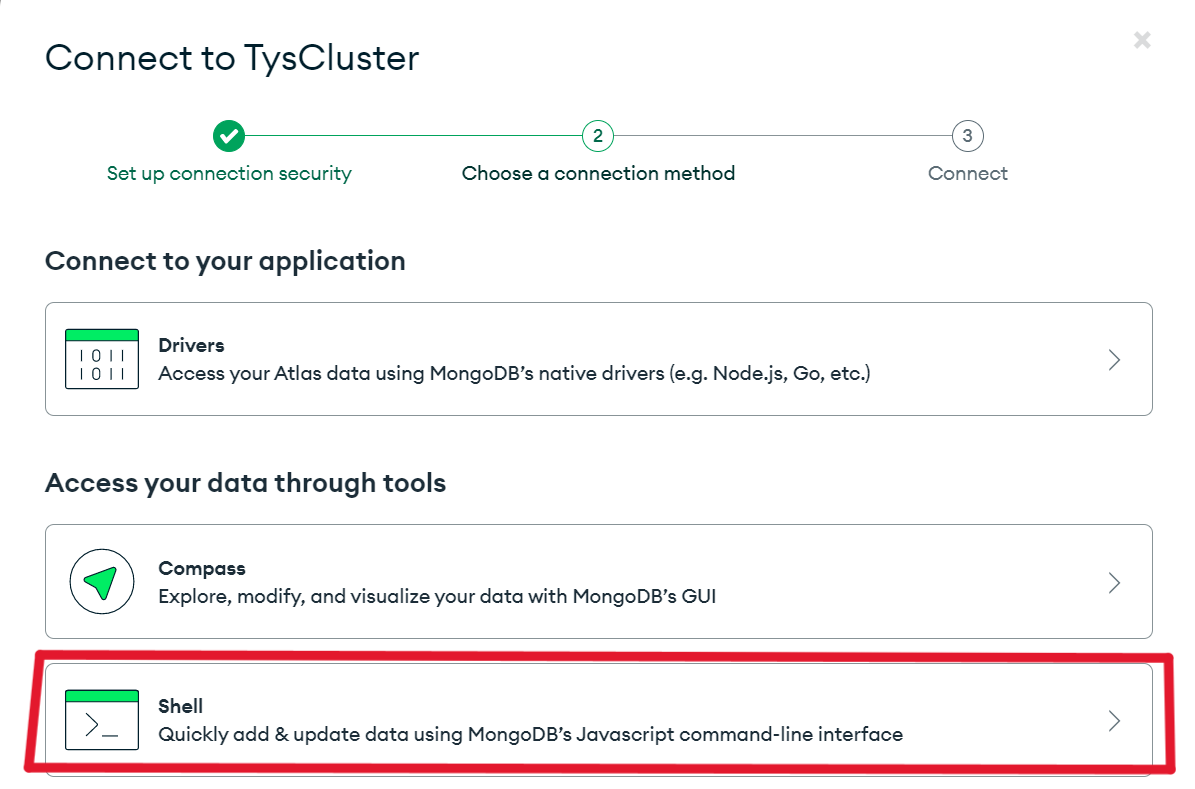 Connect to TysCluster
2
3
Set up connection security
Choose a connection method
Connect
Connect to your application
1011
1011
Drivers
Access your Atlas data using MongoDB's native drivers (e.g. Node.js, Go, etc.)
Access your data through tools
Compass
Explore, modify, and visualize your data with MongoDB's GUI
>_
Shell
Quickly add & update data using MongoDB's Javascript command-line interface